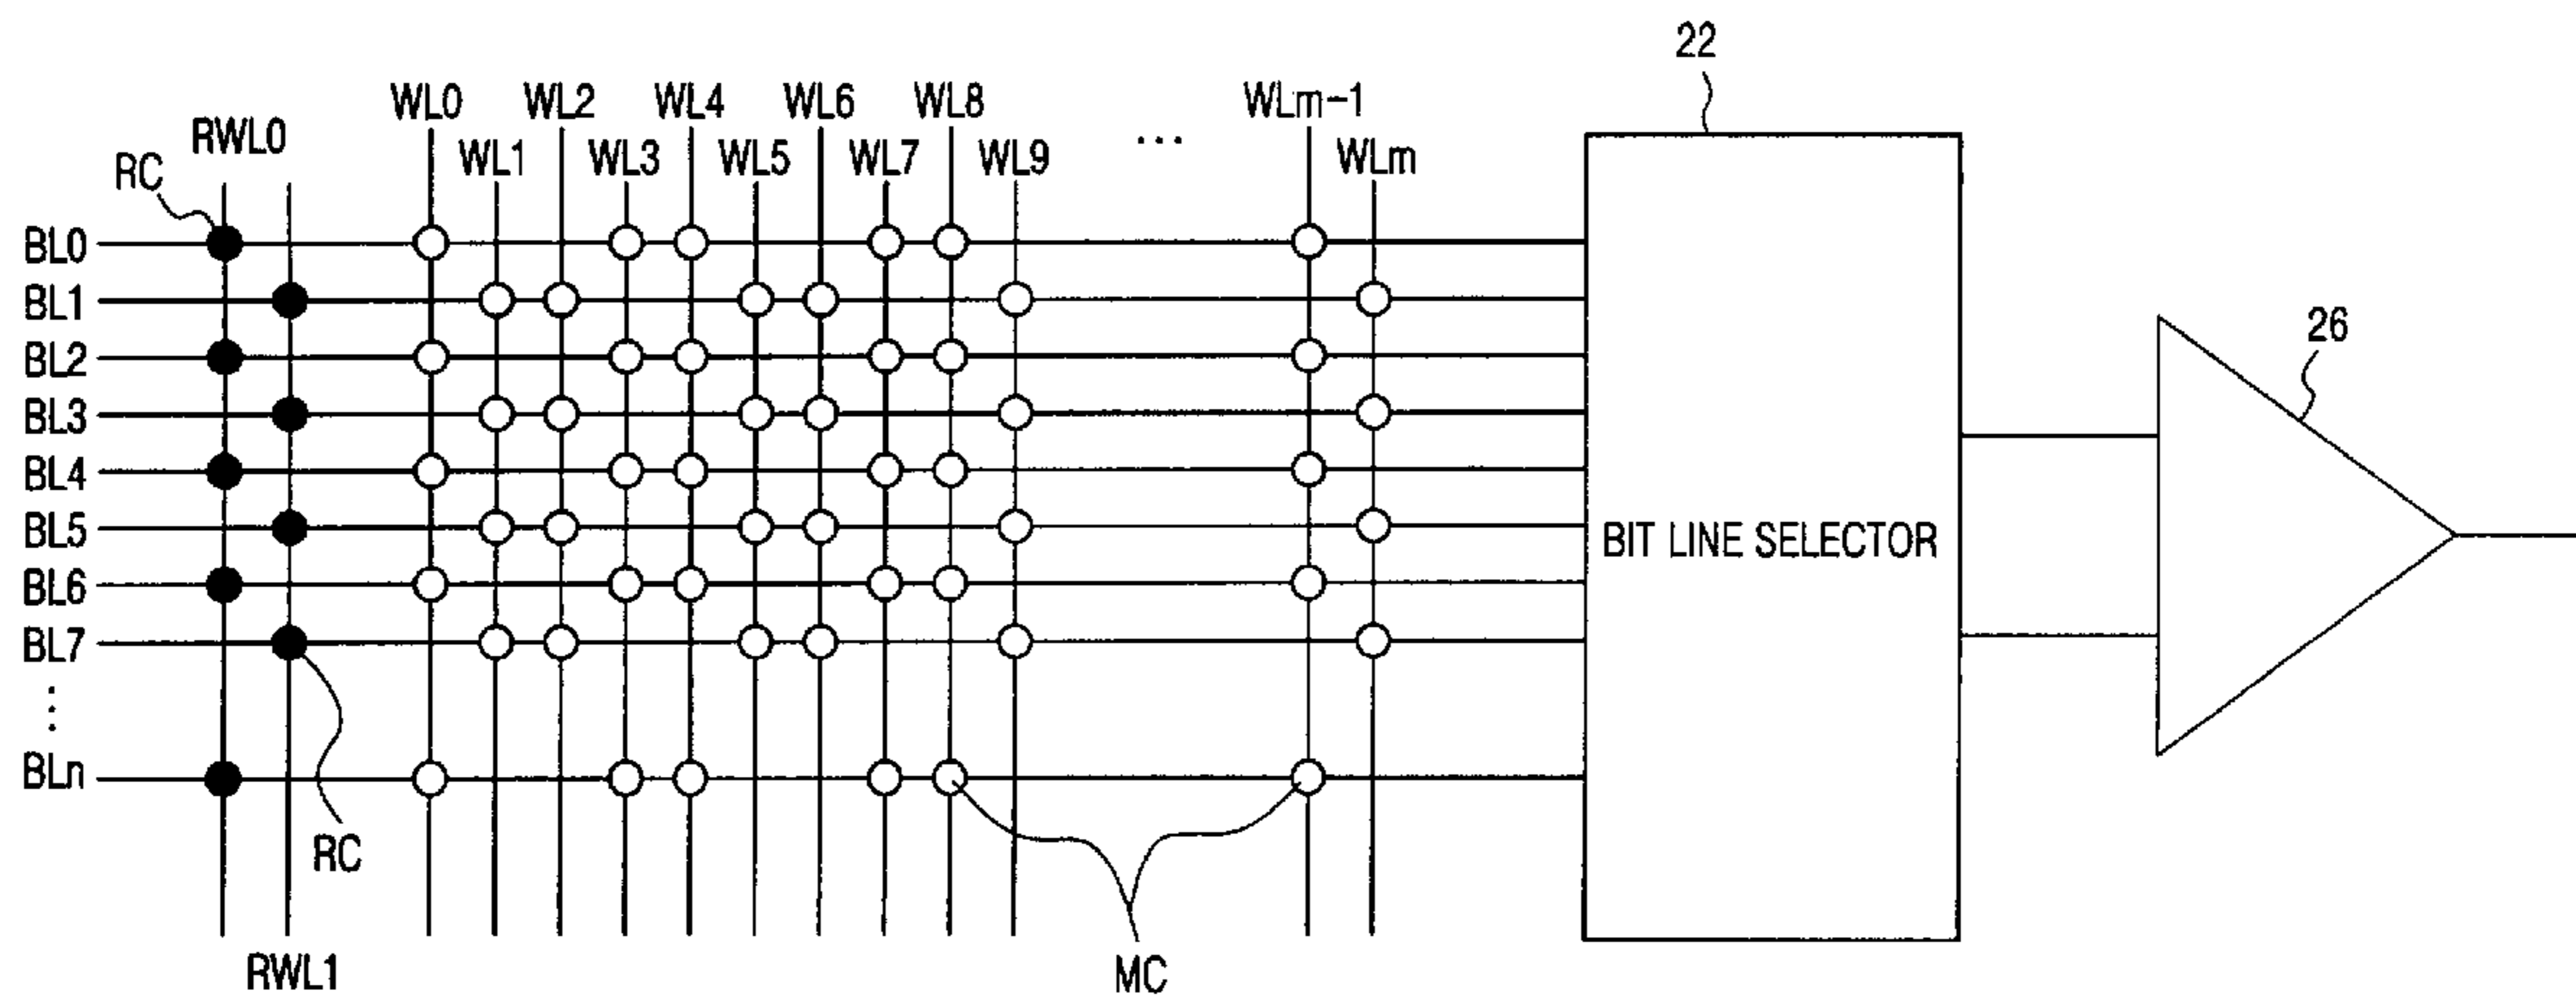 22
WL0 WL2 WL4 WL6 WL8 ... WLm-1
RWL0
WL1 WL3 WL5 WL7 WL9 WLm
RC
BL0
BL1
BL2
26
BL3
BL4
BL5
BIT LINE SELECTOR
BL6
BL7
⋮
BLn
RC
RWL1
MC